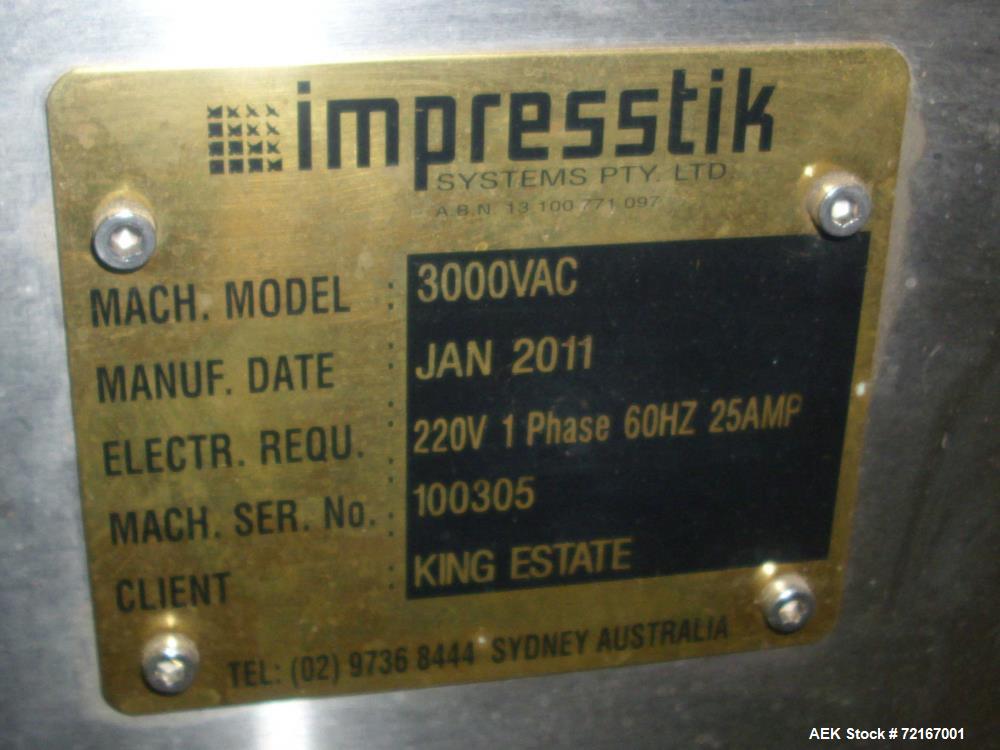 impresstik
SYSTEMS PTY. LTD.
A.B.N. 13 100 771 097
MACH. MODEL : 3000VAC
MANUF. DATE : JAN 2011
ELECTR. REQU. : 220V 1 Phase 60HZ 25AMP
MACH. SER. No. : 100305
CLIENT : KING ESTATE
TEL: (02) 9736 8444 SYDNEY AUSTRALIA
AEK Stock # 72167001